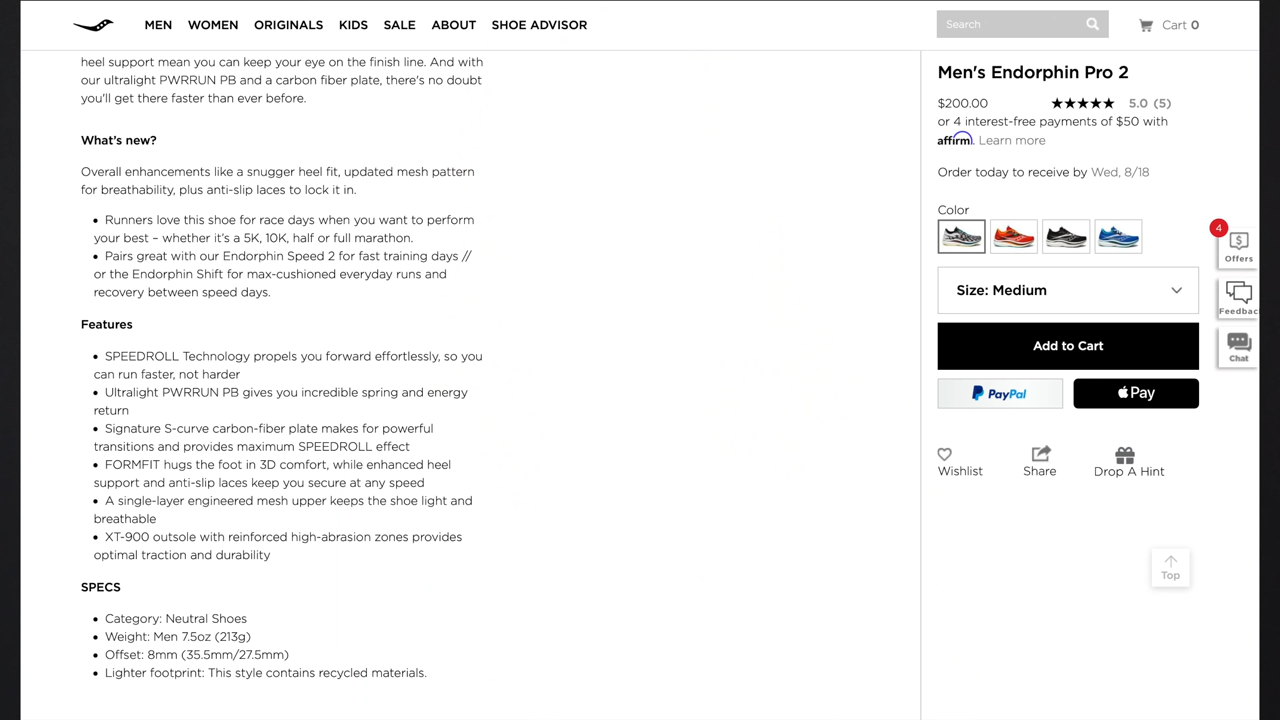 MEN WOMEN ORIGINALS KIDS SALE ABOUT SHOE ADVISOR
Search
Cart 0
heel support mean you can keep your eye on the finish line. And with
our ultralight PWRRUN PB and a carbon fiber plate, there's no doubt
you'll get there faster than ever before.
What's new?
Overall enhancements like a snugger heel fit, updated mesh pattern
for breathability, plus anti-slip laces to lock it in.
• Runners love this shoe for race days when you want to perform
your best – whether it's a 5K, 10K, half or full marathon.
• Pairs great with our Endorphin Speed 2 for fast training days //
or the Endorphin Shift for max-cushioned everyday runs and
recovery between speed days.
Features
• SPEEDROLL Technology propels you forward effortlessly, so you
can run faster, not harder
• Ultralight PWRRUN PB gives you incredible spring and energy
return
• Signature S-curve carbon-fiber plate makes for powerful
transitions and provides maximum SPEEDROLL effect
• FORMFIT hugs the foot in 3D comfort, while enhanced heel
support and anti-slip laces keep you secure at any speed
• A single-layer engineered mesh upper keeps the shoe light and
breathable
• XT-900 outsole with reinforced high-abrasion zones provides
optimal traction and durability
SPECS
• Category: Neutral Shoes
• Weight: Men 7.5oz (213g)
• Offset: 8mm (35.5mm/27.5mm)
• Lighter footprint: This style contains recycled materials.
Men's Endorphin Pro 2
$200.00 ★★★★★ 5.0 (5)
or 4 interest-free payments of $50 with
affirm. Learn more
Order today to receive by Wed, 8/18
Color
Size: Medium
Add to Cart
PayPal Pay
Wishlist Share Drop A Hint
4
$
Offers
Feedbac
Chat
Top